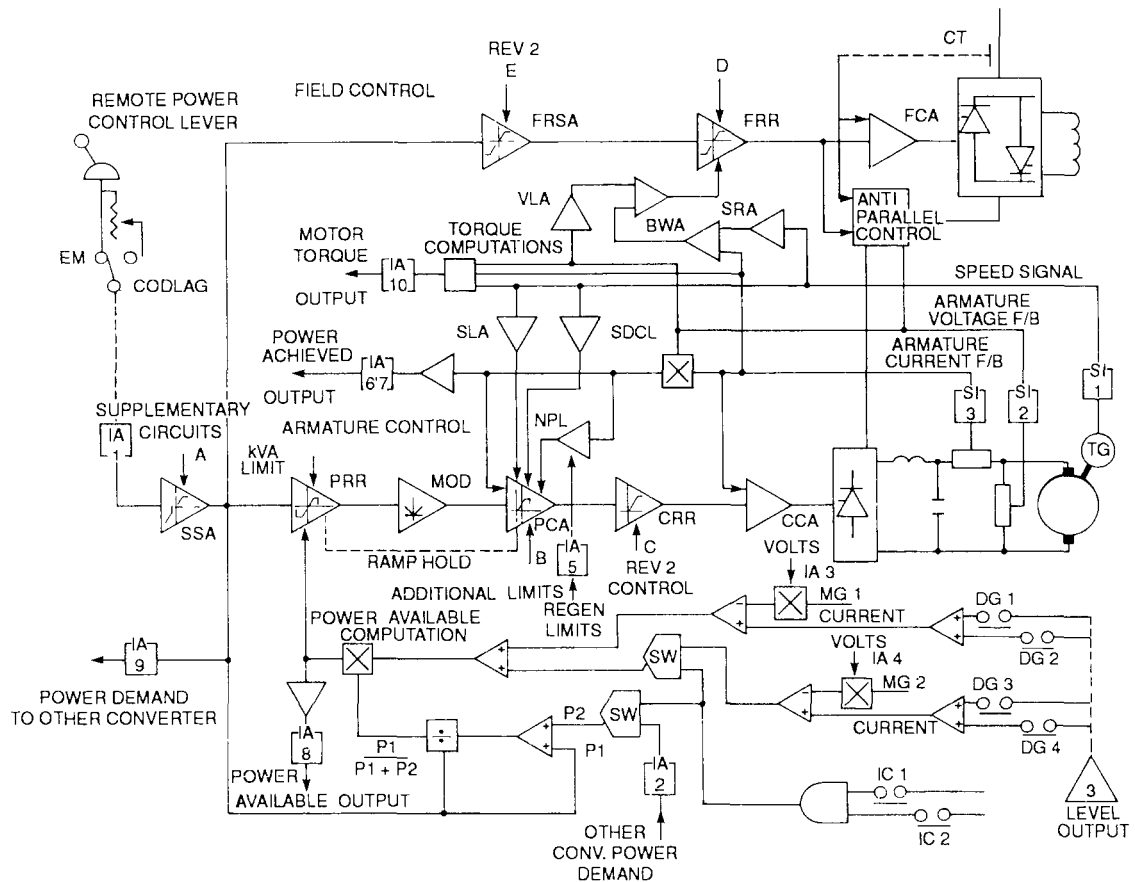 CT
REV 2
E
D
FIELD CONTROL
REMOTE POWER
CONTROL LEVER
FRSA
FRR
FCA
VLA
SRA
BWA
ANTI
PARALLEL
CONTROL
MOTOR
TORQUE
OUTPUT
IA
10
TORQUE
COMPUTATIONS
EM
CODLAG
SPEED SIGNAL
ARMATURE
VOLTAGE F/B
ARMATURE
CURRENT F/B
SLA
SDCL
POWER
ACHIEVED
OUTPUT
IA
6'7
SI
3
SI
2
SI
1
TG
SUPPLEMENTARY
CIRCUITS
A
IA
1
ARMATURE CONTROL
kVA
LIMIT
NPL
SSA
PRR
MOD
PCA
CRR
CCA
RAMP HOLD
B
IA
5
C
REV 2
CONTROL
ADDITIONAL LIMITS
REGEN
LIMITS
VOLTS
IA 3
MG 1
CURRENT
POWER AVAILABLE
COMPUTATION
VOLTS
IA 4
MG 2
CURRENT
DG 1
DG 2
DG 3
DG 4
SW
SW
IA
9
POWER DEMAND
TO OTHER CONVERTER
IA
8
POWER
AVAILABLE OUTPUT
P1
P1 + P2
÷
P2
P1
IA
2
OTHER
CONV. POWER
DEMAND
IC 1
IC 2
3
LEVEL
OUTPUT